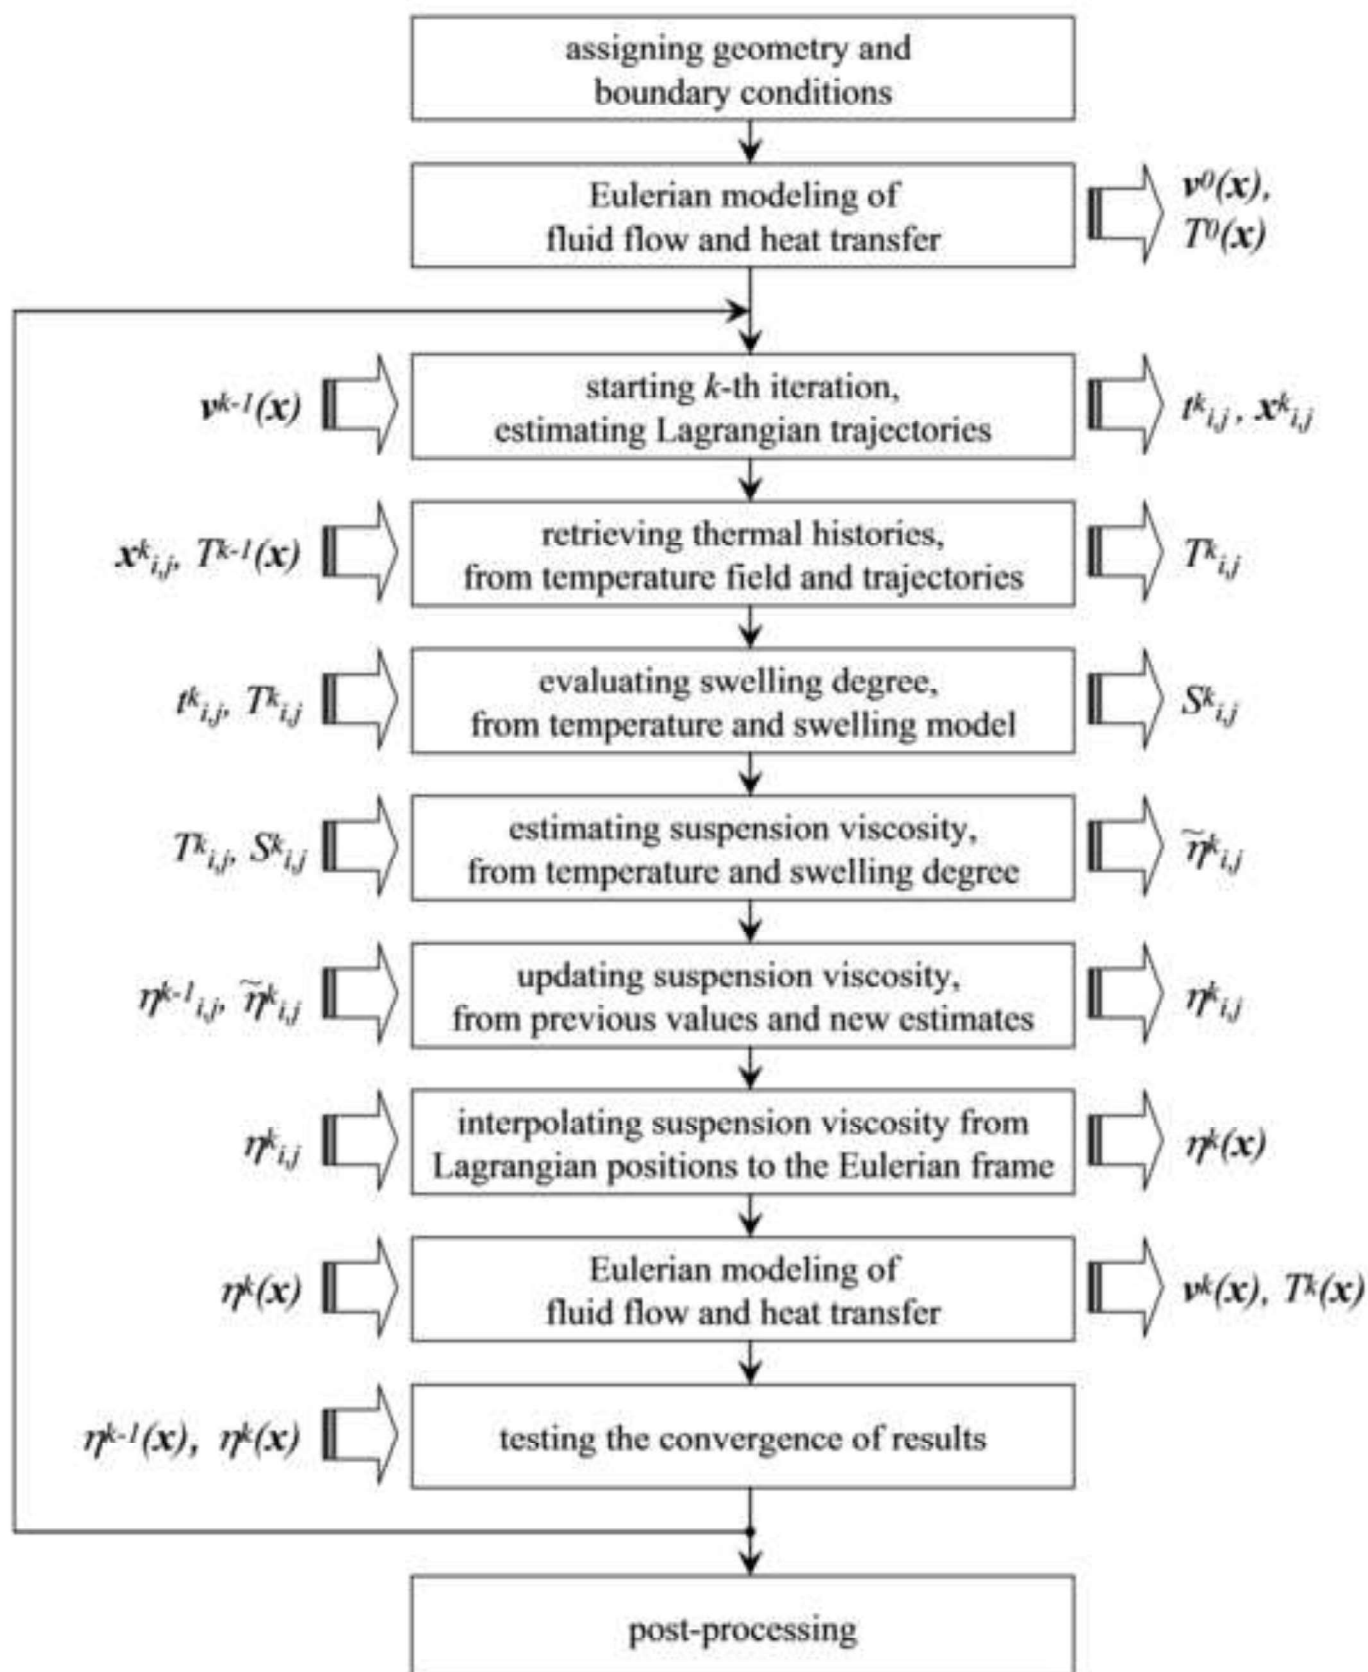 assigning geometry and
boundary conditions
Eulerian modeling of
fluid flow and heat transfer
v⁰(x),
T⁰(x)
vᵏ⁻¹(x)
starting k-th iteration,
estimating Lagrangian trajectories
tᵏi,j , xᵏi,j
xᵏi,j, Tᵏ⁻¹(x)
retrieving thermal histories,
from temperature field and trajectories
Tᵏi,j
tᵏi,j, Tᵏi,j
evaluating swelling degree,
from temperature and swelling model
Sᵏi,j
Tᵏi,j, Sᵏi,j
estimating suspension viscosity,
from temperature and swelling degree
η̃ᵏi,j
ηᵏ⁻¹i,j, η̃ᵏi,j
updating suspension viscosity,
from previous values and new estimates
ηᵏi,j
ηᵏi,j
interpolating suspension viscosity from
Lagrangian positions to the Eulerian frame
ηᵏ(x)
ηᵏ(x)
Eulerian modeling of
fluid flow and heat transfer
vᵏ(x), Tᵏ(x)
ηᵏ⁻¹(x), ηᵏ(x)
testing the convergence of results
post-processing